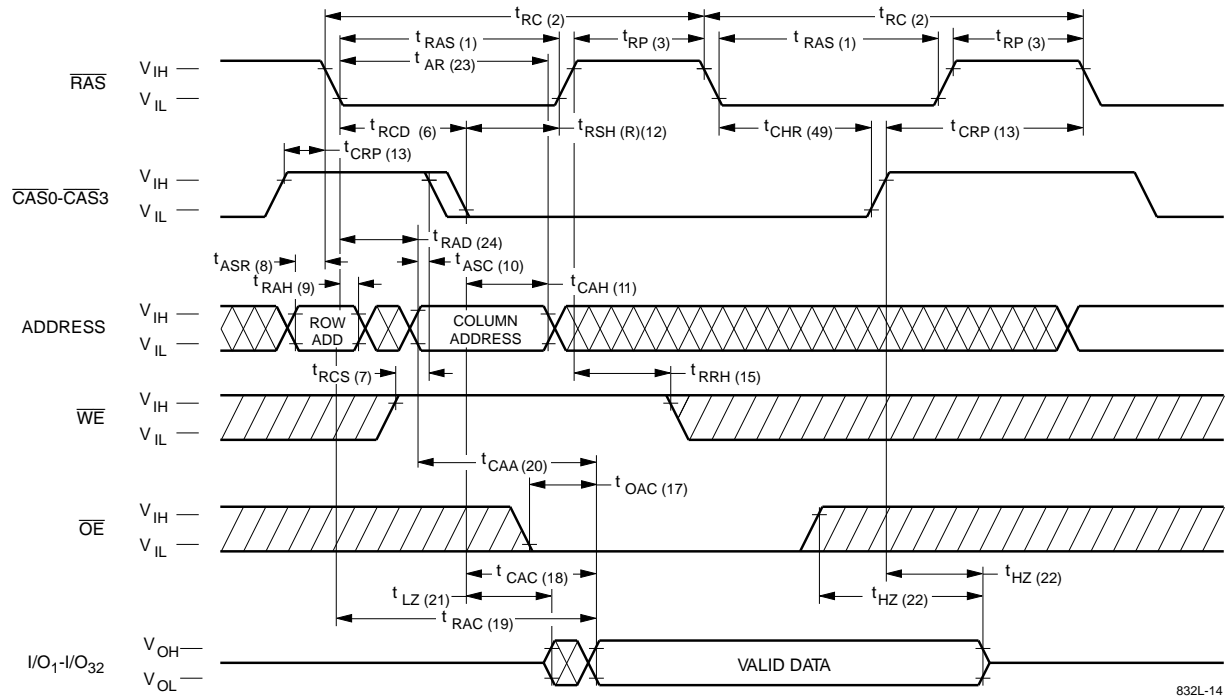 t RC (2) t RC (2)
t RAS (1) t RP (3) t RAS (1) t RP (3)
t AR (23)
RAS V IH
V IL
t RCD (6) t RSH (R)(12) t CHR (49) t CRP (13)
t CRP (13)
CAS0-CAS3 V IH
V IL
t RAD (24)
t ASR (8) t ASC (10)
t RAH (9) t CAH (11)
ADDRESS V IH
V IL
ROW ADD
COLUMN ADDRESS
t RCS (7) t RRH (15)
WE V IH
V IL
t CAA (20)
t OAC (17)
OE V IH
V IL
t CAC (18) t HZ (22)
t LZ (21) t HZ (22)
t RAC (19)
I/O1-I/O32 V OH
V OL
VALID DATA
832L-14